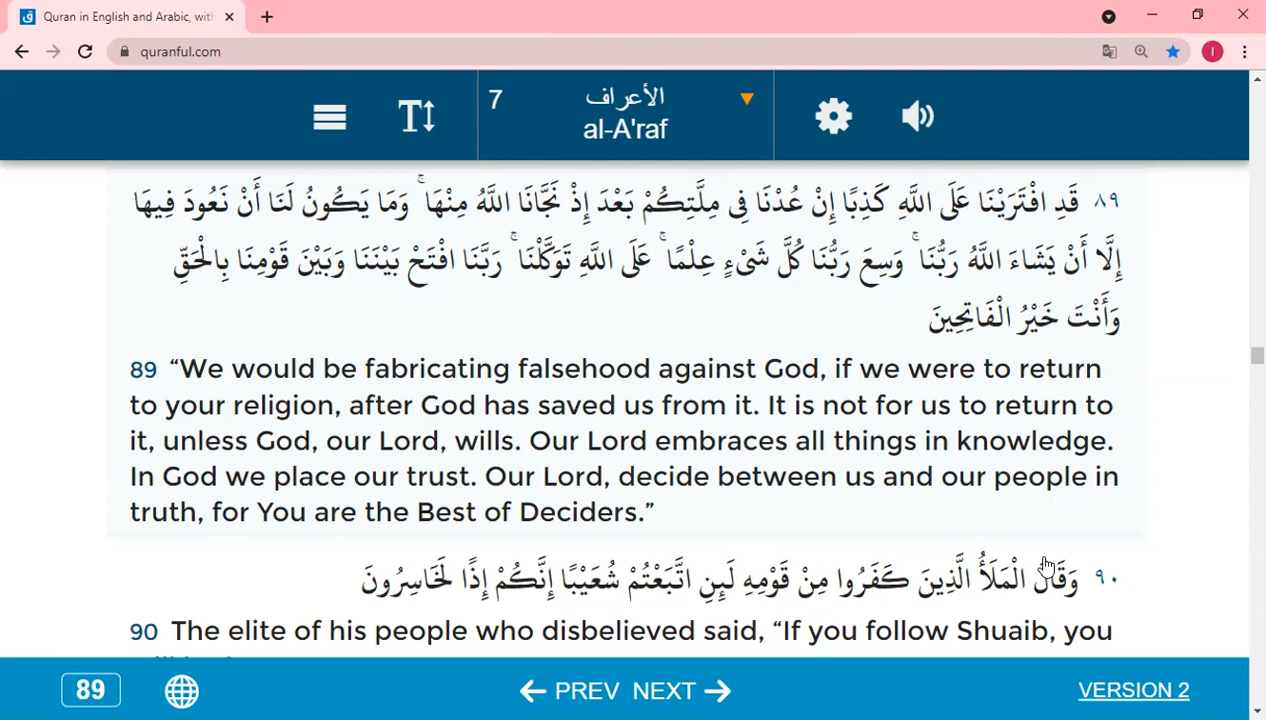 Quran in English and Arabic, with
quranful.com
I
7
الأعراف
al-A'raf
٨٩ قَدِ افْتَرَيْنَا عَلَى اللَّهِ كَذِبًا إِنْ عُدْنَا فِى مِلَّتِكُمْ بَعْدَ إِذْ نَجَّانَا اللَّهُ مِنْهَا ۚ وَمَا يَكُونُ لَنَا أَنْ نَعُودَ فِيهَا
إِلَّا أَنْ يَشَاءَ اللَّهُ رَبُّنَا ۚ وَسِعَ رَبُّنَا كُلَّ شَىْءٍ عِلْمًا ۚ عَلَى اللَّهِ تَوَكَّلْنَا ۚ رَبَّنَا افْتَحْ بَيْنَنَا وَبَيْنَ قَوْمِنَا بِالْحَقِّ
وَأَنْتَ خَيْرُ الْفَاتِحِينَ
89 “We would be fabricating falsehood against God, if we were to return
to your religion, after God has saved us from it. It is not for us to return to
it, unless God, our Lord, wills. Our Lord embraces all things in knowledge.
In God we place our trust. Our Lord, decide between us and our people in
truth, for You are the Best of Deciders.”
٩٠ وَقَالَ الْمَلَأُ الَّذِينَ كَفَرُوا مِنْ قَوْمِهِ لَئِنِ اتَّبَعْتُمْ شُعَيْبًا إِنَّكُمْ إِذًا لَخَاسِرُونَ
90 The elite of his people who disbelieved said, “If you follow Shuaib, you
89
PREV NEXT
VERSION 2